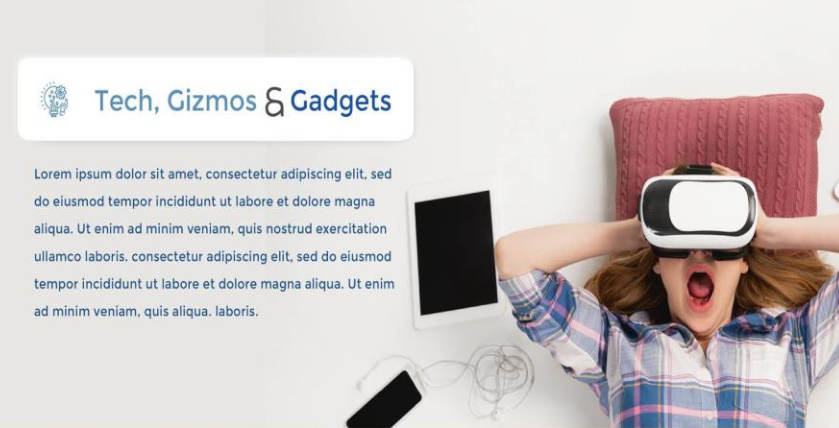 Tech, Gizmos & Gadgets
Lorem ipsum dolor sit amet, consectetur adipiscing elit, sed
do eiusmod tempor incididunt ut labore et dolore magna
aliqua. Ut enim ad minim veniam, quis nostrud exercitation
ullamco laboris. consectetur adipiscing elit, sed do eiusmod
tempor incididunt ut labore et dolore magna aliqua. Ut enim
ad minim veniam, quis aliqua. laboris.